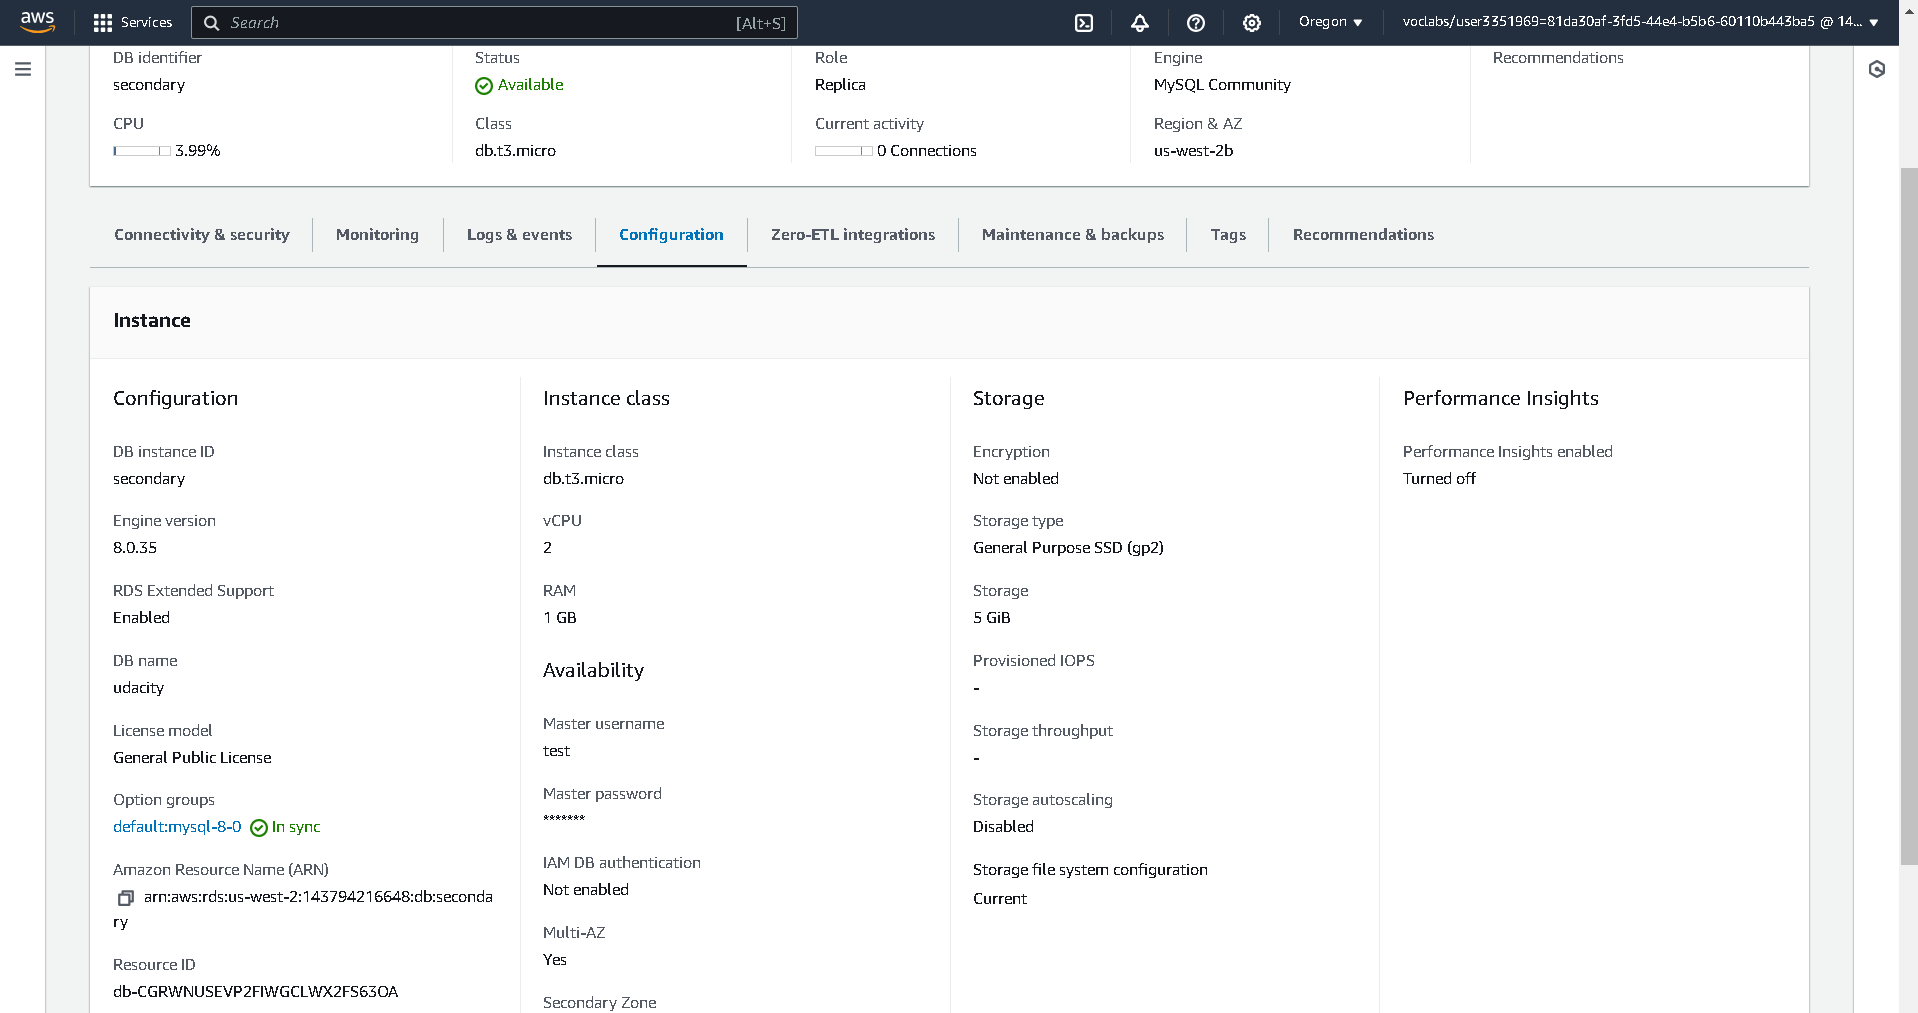 aws Services Search [Alt+S] Oregon voclabs/user3351969=81da30af-3fd5-44e4-b5b6-60110b443ba5 @ 14...
DB identifier
secondary
Status
Available
Role
Replica
Engine
MySQL Community
Recommendations
CPU
3.99%
Class
db.t3.micro
Current activity
0 Connections
Region & AZ
us-west-2b
Connectivity & security Monitoring Logs & events Configuration Zero-ETL integrations Maintenance & backups Tags Recommendations
Instance
Configuration
DB instance ID
secondary
Engine version
8.0.35
RDS Extended Support
Enabled
DB name
udacity
License model
General Public License
Option groups
default:mysql-8-0 In sync
Amazon Resource Name (ARN)
arn:aws:rds:us-west-2:143794216648:db:seconda
ry
Resource ID
db-CGRWNUSEVP2FIWGCLWX2FS63OA
Instance class
Instance class
db.t3.micro
vCPU
2
RAM
1 GB
Availability
Master username
test
Master password
*******
IAM DB authentication
Not enabled
Multi-AZ
Yes
Secondary Zone
Storage
Encryption
Not enabled
Storage type
General Purpose SSD (gp2)
Storage
5 GiB
Provisioned IOPS
-
Storage throughput
-
Storage autoscaling
Disabled
Storage file system configuration
Current
Performance Insights
Performance Insights enabled
Turned off